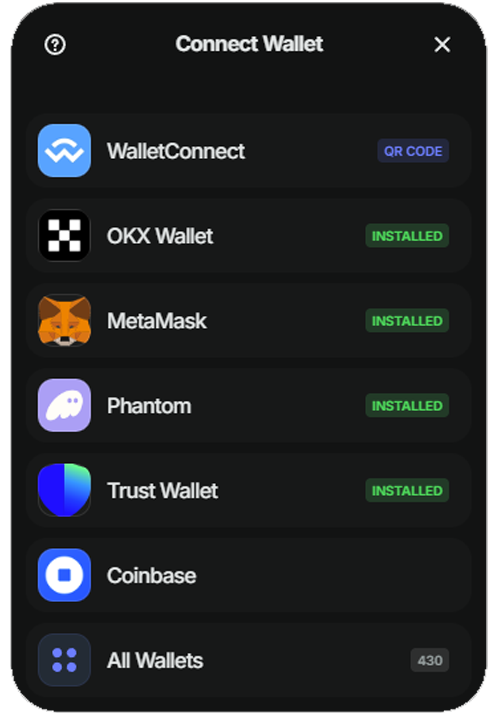 Connect Wallet
WalletConnect QR CODE
OKX Wallet INSTALLED
MetaMask INSTALLED
Phantom INSTALLED
Trust Wallet INSTALLED
Coinbase
All Wallets 430